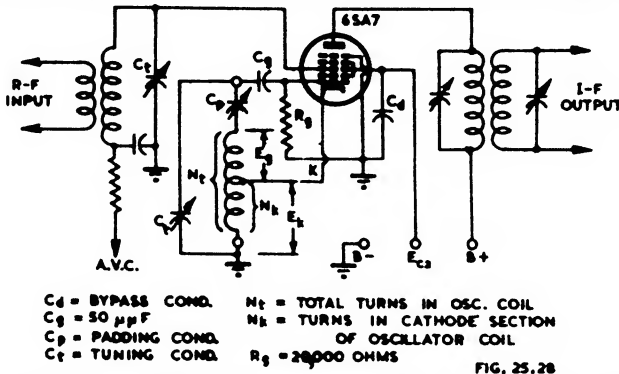 6SA7
R-F
INPUT
Ct
Cg
Cp
Rg
Cd
I-F
OUTPUT
Nt
Eg
K
Nk
Ek
Ct
A.V.C.
B-
Ec2
B+
Cd = BYPASS COND.
Cg = 50 μμF
Cp = PADDING COND.
Ct = TUNING COND.
Nt = TOTAL TURNS IN OSC. COIL
Nk = TURNS IN CATHODE SECTION
OF OSCILLATOR COIL
Rg = 20,000 OHMS
FIG. 25.28